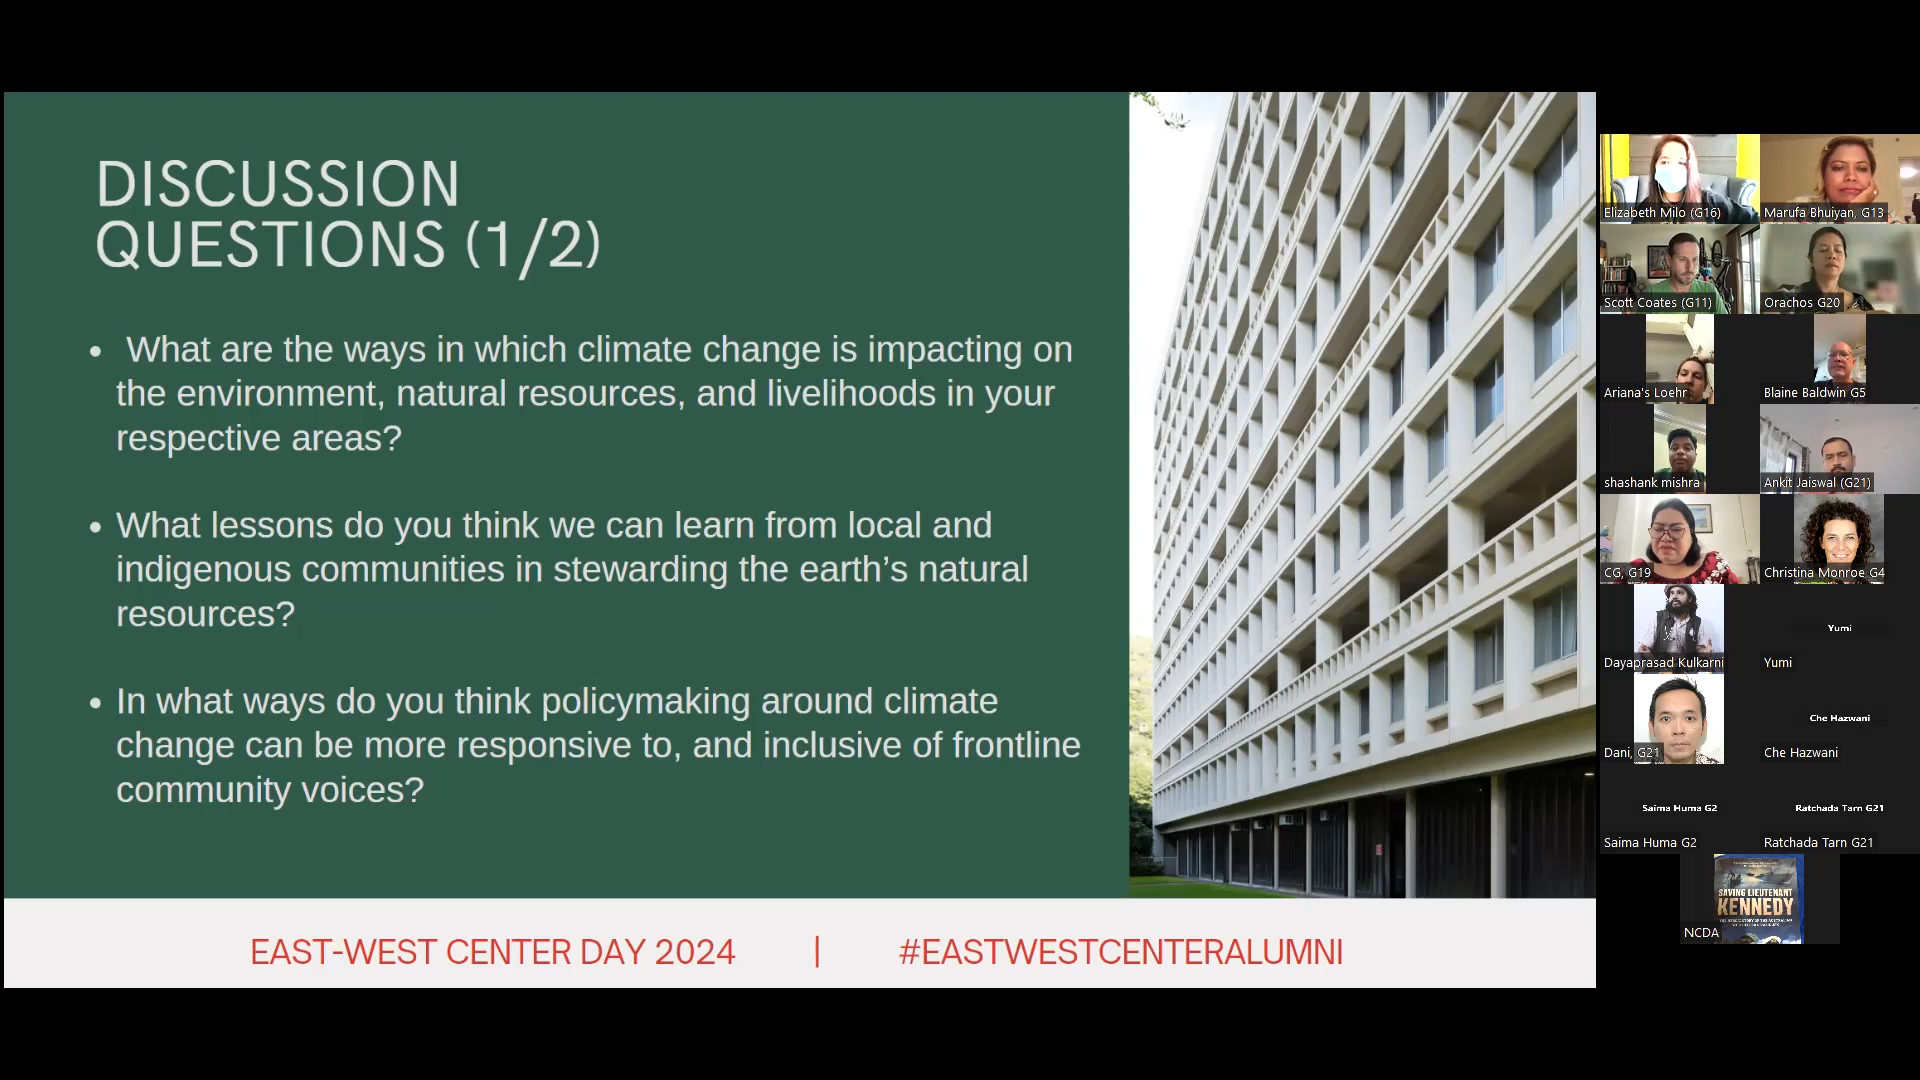 DISCUSSION
QUESTIONS (1/2)
• What are the ways in which climate change is impacting on
the environment, natural resources, and livelihoods in your
respective areas?
• What lessons do you think we can learn from local and
indigenous communities in stewarding the earth’s natural
resources?
• In what ways do you think policymaking around climate
change can be more responsive to, and inclusive of frontline
community voices?
EAST-WEST CENTER DAY 2024 | #EASTWESTCENTERALUMNI
Elizabeth Milo (G16)
Marufa Bhuiyan, G13
Scott Coates (G11)
Orachos G20
Ariana's Loehr
Blaine Baldwin G5
shashank mishra
Ankit Jaiswal (G21)
CG, G19
Christina Monroe G4
Dayaprasad Kulkarni
Yumi
Yumi
Dani, G21
Che Hazwani
Che Hazwani
Saima Huma G2
Saima Huma G2
Ratchada Tarn G21
Ratchada Tarn G21
SAVING LIEUTENANT
KENNEDY
NCDA